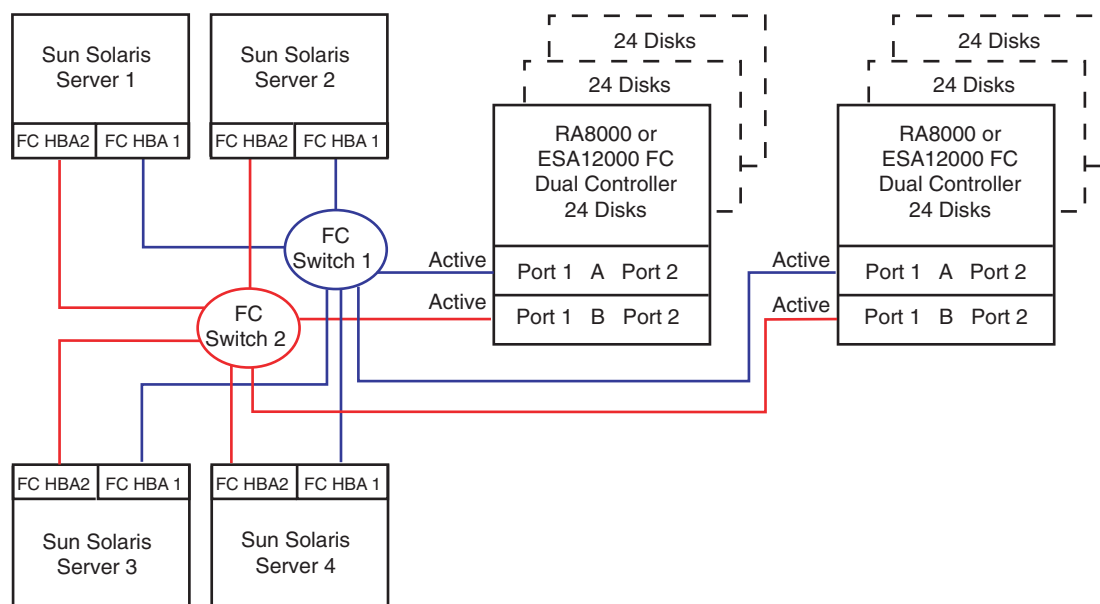 Sun Solaris
Server 1
FC HBA2
FC HBA 1
Sun Solaris
Server 2
FC HBA2
FC HBA 1
24 Disks
24 Disks
RA8000 or
ESA12000 FC
Dual Controller
24 Disks
24 Disks
24 Disks
RA8000 or
ESA12000 FC
Dual Controller
24 Disks
FC
Switch 1
FC
Switch 2
Active
Port 1 A Port 2
Active
Port 1 B Port 2
Active
Port 1 A Port 2
Active
Port 1 B Port 2
FC HBA2
FC HBA 1
Sun Solaris
Server 3
FC HBA2
FC HBA 1
Sun Solaris
Server 4